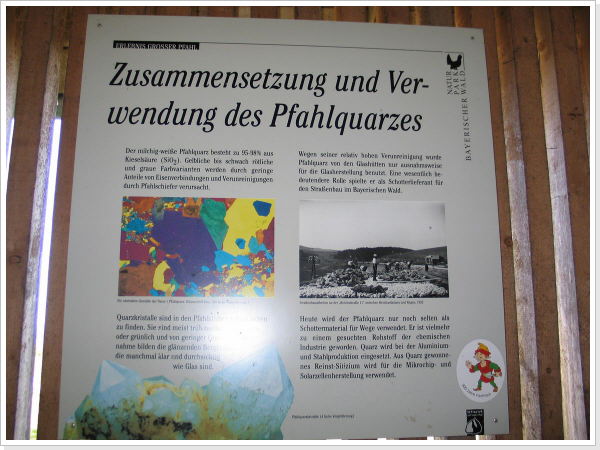 ERLEBNIS GROSSER PFAHL
Zusammensetzung und Ver-
wendung des Pfahlquarzes
NATUR
PARK
BAYERISCHER WALD
Der milchig-weiße Pfahlquarz besteht zu 95-98% aus
Kieselsäure (SiO2). Gelbliche bis schwach rötliche
und graue Farbvarianten werden durch geringe
Anteile von Eisenverbindungen und Verunreinigungen
durch Pfahlschiefer verursacht.
Quarzkristalle sind in den
zu finden. Sie sind meist
oder grünlich und von geringer
nahme bilden die glänzenden
die manchmal klar und durchsichtig
wie Glas sind.
Wegen seiner relativ hohen Verunreinigung wurde
Pfahlquarz von den Glashütten nur ausnahmsweise
für die Glasherstellung benutzt. Eine wesentlich be-
deutendere Rolle spielte er als Schotterlieferant für
den Straßenbau im Bayerischen Wald.
Heute wird der Pfahlquarz nur noch selten als
Schottermaterial für Wege verwendet. Er ist vielmehr
zu einem gesuchten Rohstoff der chemischen
Industrie geworden. Quarz wird bei der Aluminium-
und Stahlproduktion eingesetzt. Aus Quarz gewonne-
nes Reinst-Silizium wird für die Mikrochip- und
Solarzellenherstellung verwendet.